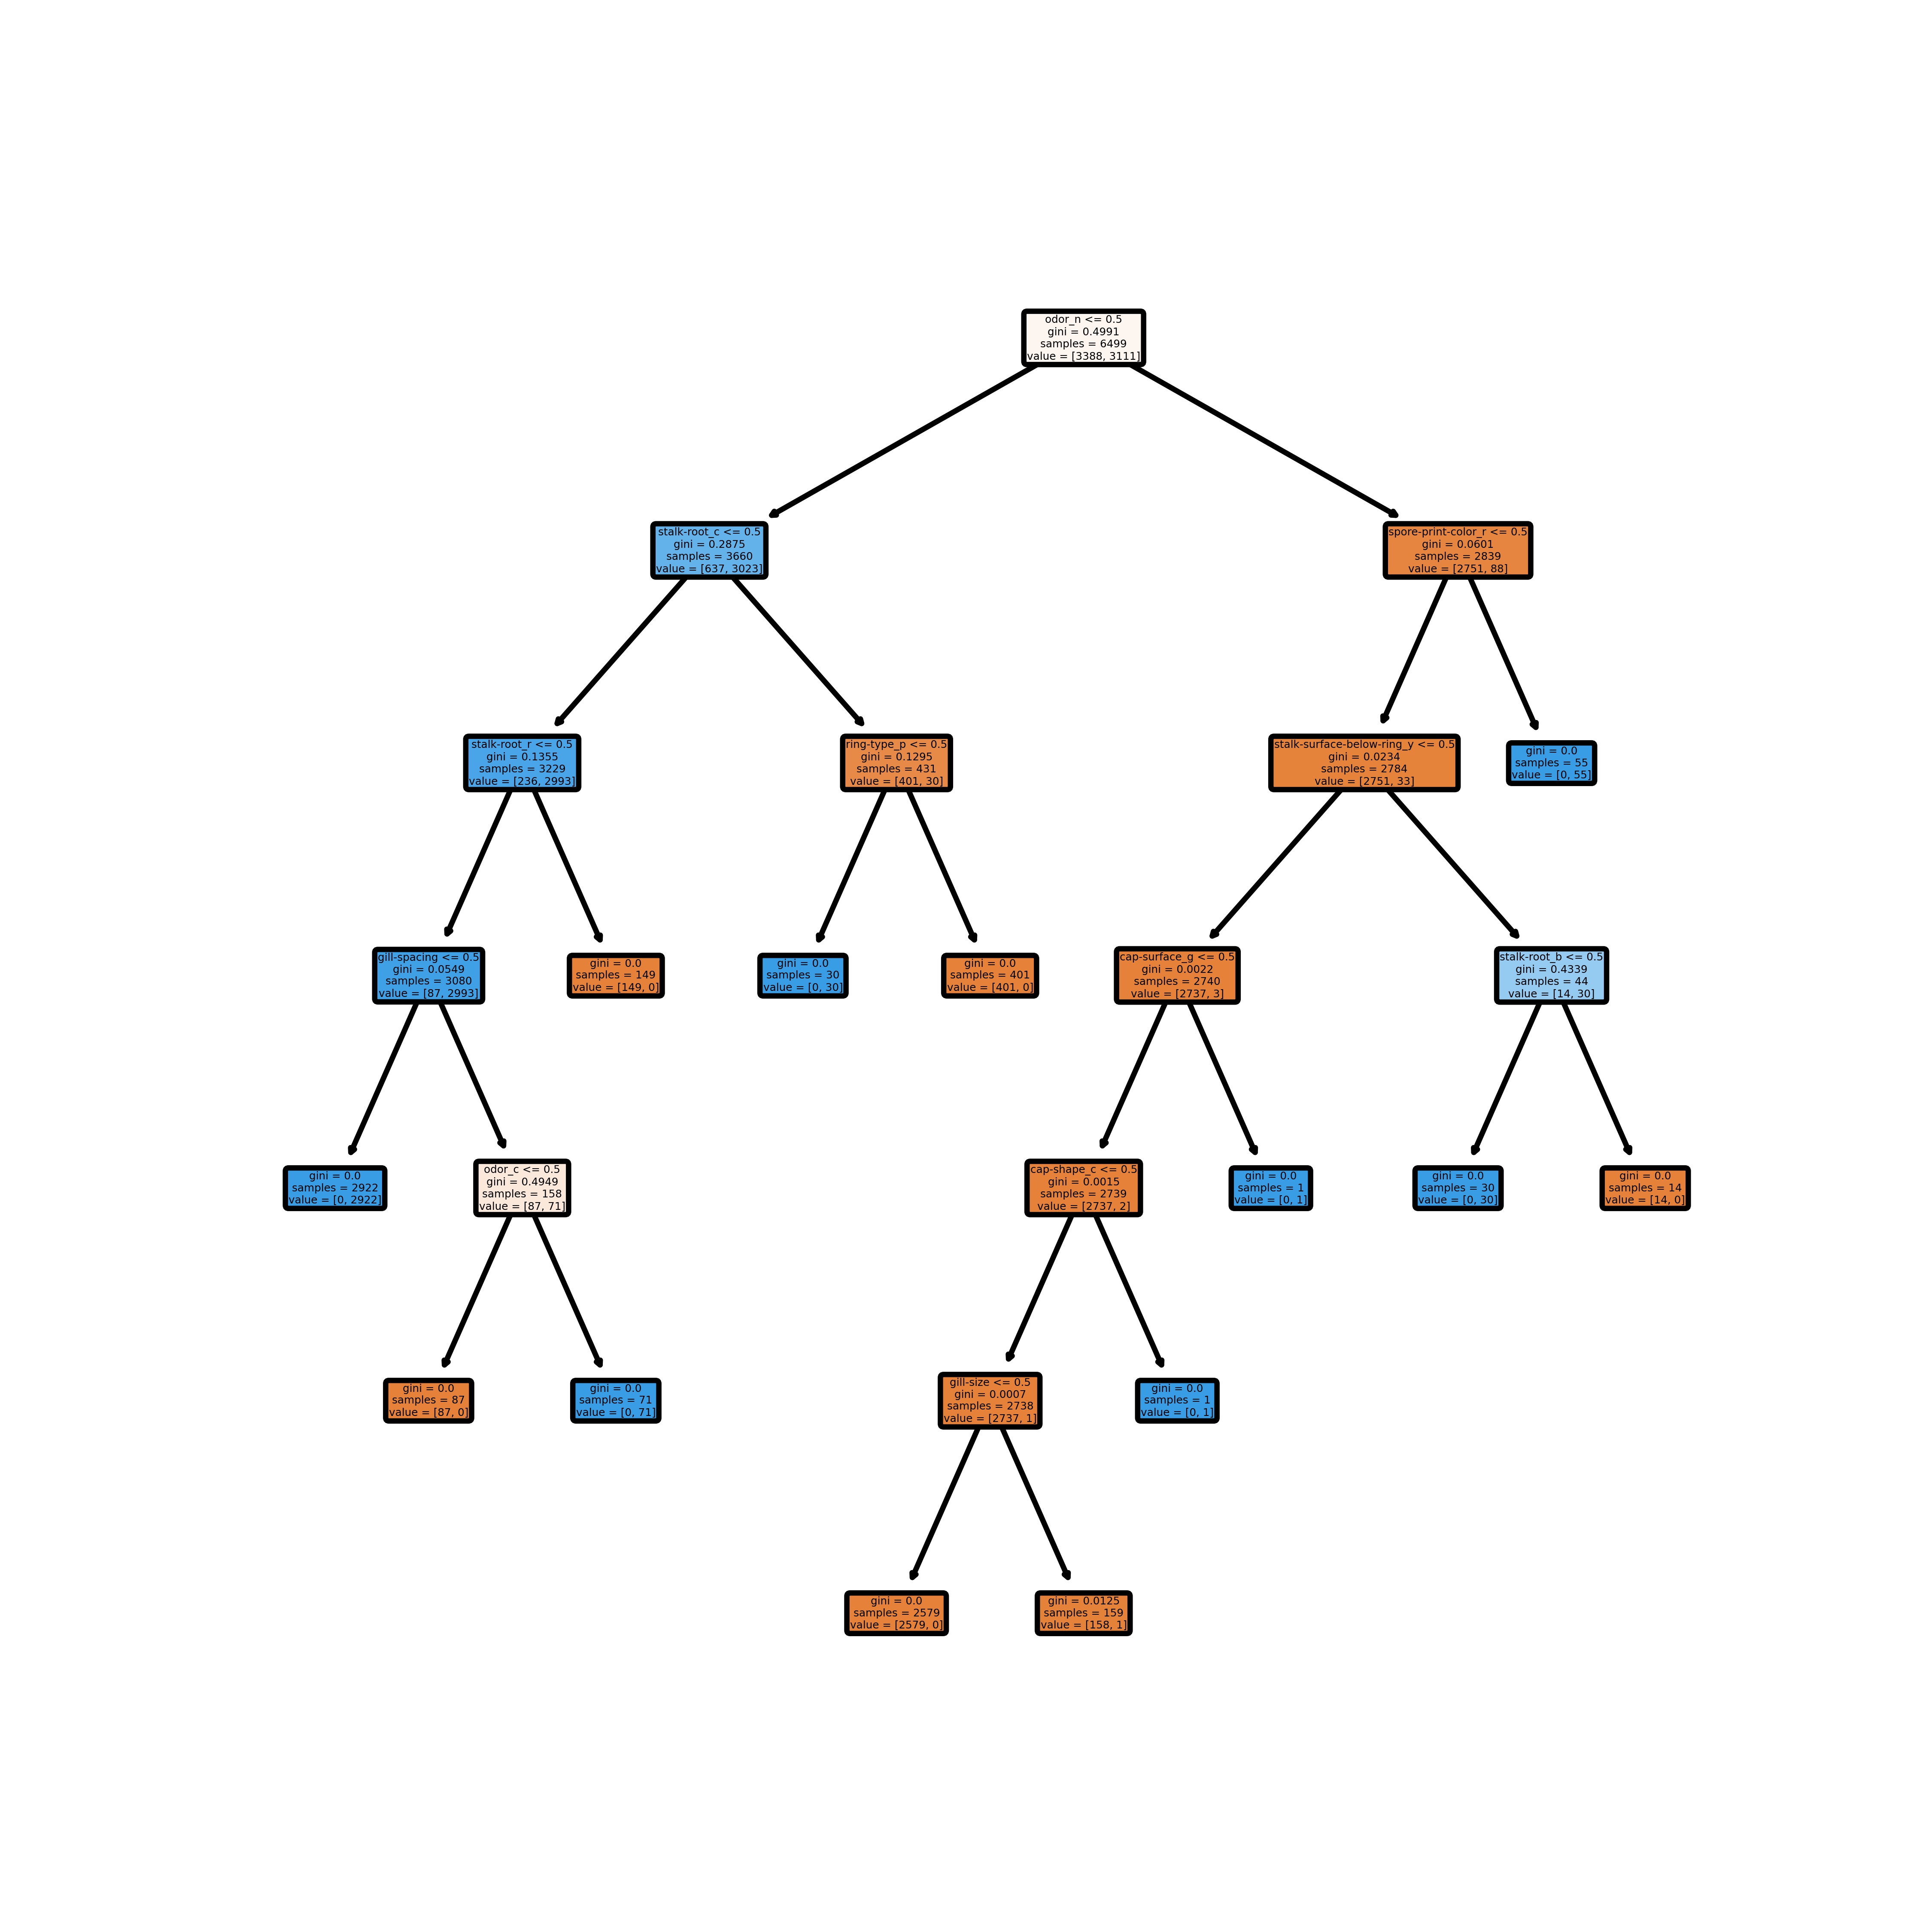 odor_n <= 0.5
gini = 0.4991
samples = 6499
value = [3388, 3111]
stalk-root_c <= 0.5
gini = 0.2875
samples = 3660
value = [637, 3023]
spore-print-color_r <= 0.5
gini = 0.0601
samples = 2839
value = [2751, 88]
stalk-root_r <= 0.5
gini = 0.1355
samples = 3229
value = [236, 2993]
ring-type_p <= 0.5
gini = 0.1295
samples = 431
value = [401, 30]
stalk-surface-below-ring_y <= 0.5
gini = 0.0234
samples = 2784
value = [2751, 33]
gini = 0.0
samples = 55
value = [0, 55]
gill-spacing <= 0.5
gini = 0.0549
samples = 3080
value = [87, 2993]
gini = 0.0
samples = 149
value = [149, 0]
gini = 0.0
samples = 30
value = [0, 30]
gini = 0.0
samples = 401
value = [401, 0]
cap-surface_g <= 0.5
gini = 0.0022
samples = 2740
value = [2737, 3]
stalk-root_b <= 0.5
gini = 0.4339
samples = 44
value = [14, 30]
gini = 0.0
samples = 2922
value = [0, 2922]
odor_c <= 0.5
gini = 0.4949
samples = 158
value = [87, 71]
cap-shape_c <= 0.5
gini = 0.0015
samples = 2739
value = [2737, 2]
gini = 0.0
samples = 1
value = [0, 1]
gini = 0.0
samples = 30
value = [0, 30]
gini = 0.0
samples = 14
value = [14, 0]
gini = 0.0
samples = 87
value = [87, 0]
gini = 0.0
samples = 71
value = [0, 71]
gill-size <= 0.5
gini = 0.0007
samples = 2738
value = [2737, 1]
gini = 0.0
samples = 1
value = [0, 1]
gini = 0.0
samples = 2579
value = [2579, 0]
gini = 0.0125
samples = 159
value = [158, 1]